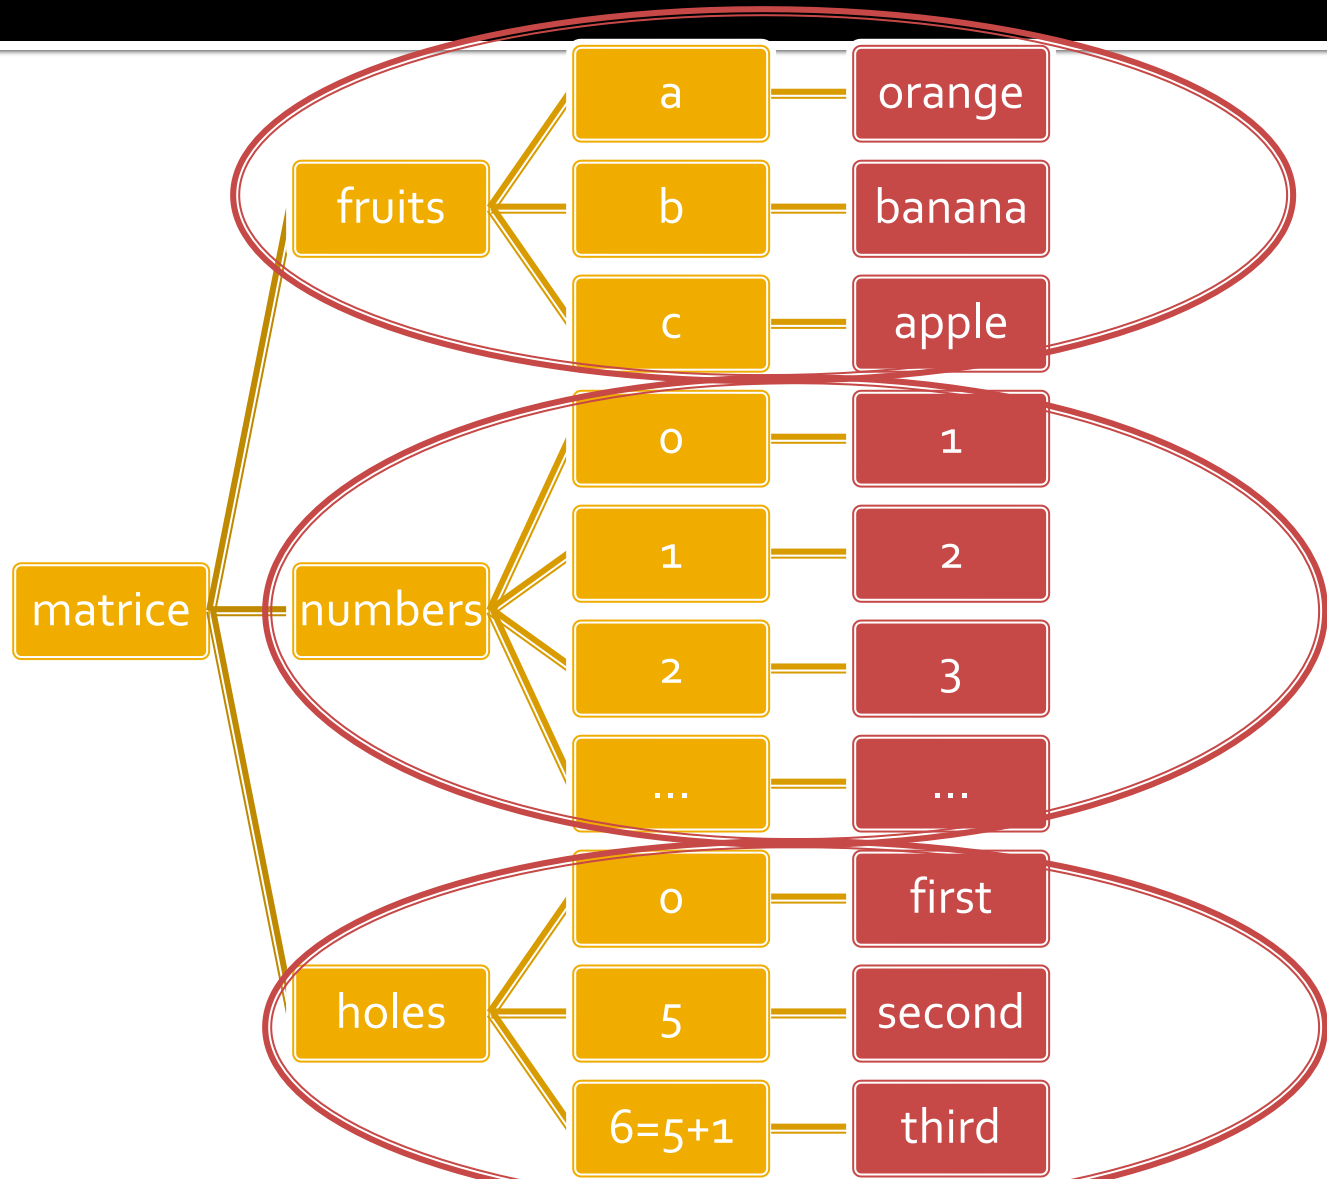 matrice
fruits
a
orange
b
banana
c
apple
numbers
0
1
1
2
2
3
...
...
holes
0
first
5
second
6=5+1
third